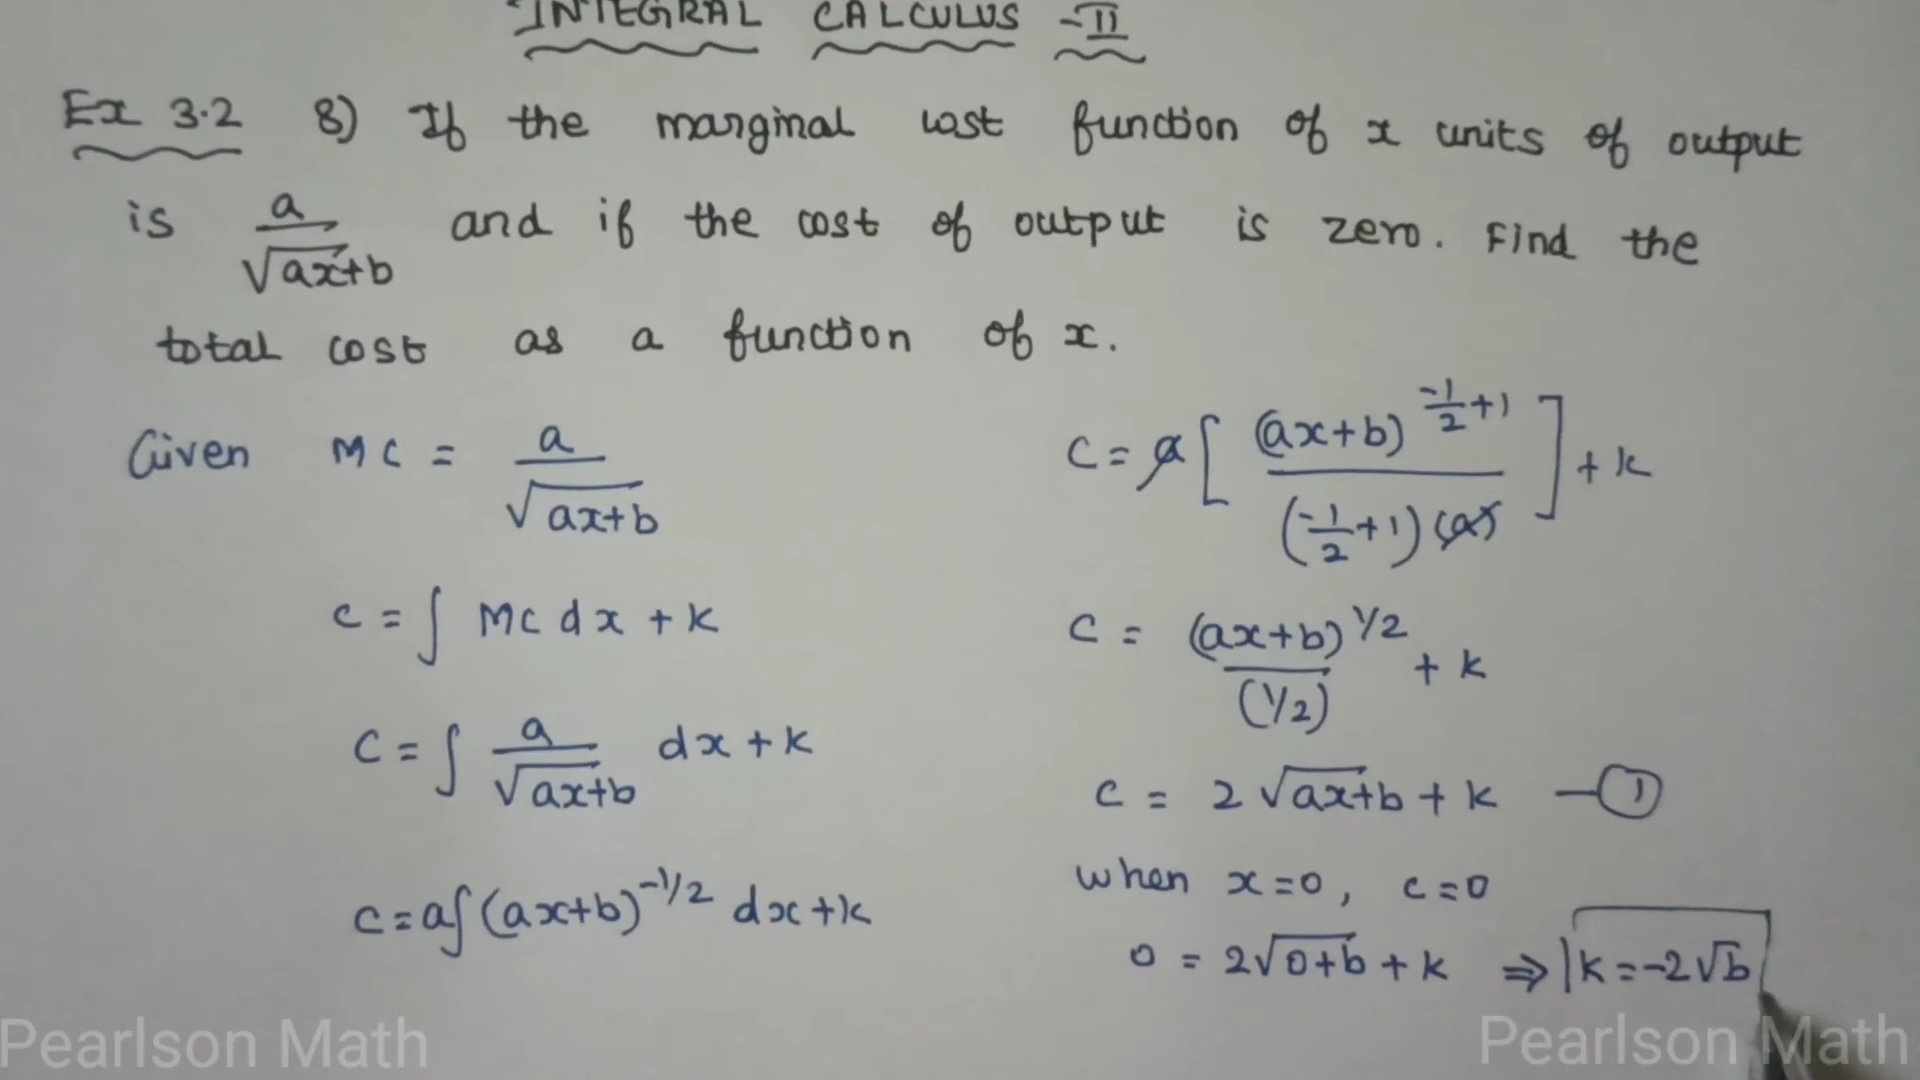 INTEGRAL CALCULUS -II
Ex 3.2 8) If the marginal cost function of x units of output
is a/√(ax+b) and if the cost of output is zero. Find the
total cost as a function of x.
Given MC = a/√(ax+b)
C = ∫ MC dx + k
C = ∫ a/√(ax+b) dx + k
C = a∫(ax+b)^(-1/2) dx + k
C = a[ (ax+b)^(-1/2+1) / (-1/2+1)(a) ] + k
C = (ax+b)^(1/2) / (1/2) + k
C = 2√(ax+b) + k —①
when x=0, C=0
0 = 2√(0+b) + k ⇒ k = -2√b
Pearlson Math
Pearlson Math